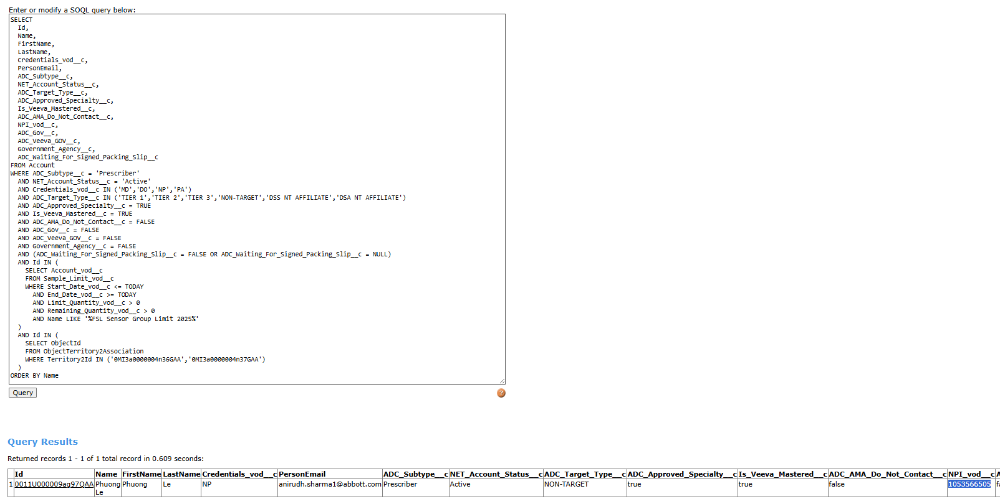 Enter or modify a SOQL query below:
SELECT
Id,
Name,
FirstName,
LastName,
Credentials_vod__c,
PersonEmail,
ADC_Subtype__c,
NET_Account_Status__c,
ADC_Target_Type__c,
ADC_Approved_Specialty__c,
Is_Veeva_Mastered__c,
ADC_AMA_Do_Not_Contact__c,
NPI_vod__c,
ADC_Gov__c,
ADC_Veeva_GOV__c,
Government_Agency__c,
ADC_Waiting_For_Signed_Packing_Slip__c
FROM Account
WHERE ADC_Subtype__c = 'Prescriber'
AND NET_Account_Status__c = 'Active'
AND Credentials_vod__c IN ('MD','DO','NP','PA')
AND ADC_Target_Type__c IN ('TIER 1','TIER 2','TIER 3','NON-TARGET','DSS NT AFFILIATE','DSA NT AFFILIATE')
AND ADC_Approved_Specialty__c = TRUE
AND Is_Veeva_Mastered__c = TRUE
AND ADC_AMA_Do_Not_Contact__c = FALSE
AND ADC_Gov__c = FALSE
AND ADC_Veeva_GOV__c = FALSE
AND Government_Agency__c = FALSE
AND (ADC_Waiting_For_Signed_Packing_Slip__c = FALSE OR ADC_Waiting_For_Signed_Packing_Slip__c = NULL)
AND Id IN (
SELECT Account_vod__c
FROM Sample_Limit_vod__c
WHERE Start_Date_vod__c <= TODAY
AND End_Date_vod__c >= TODAY
AND Limit_Quantity_vod__c > 0
AND Remaining_Quantity_vod__c > 0
AND Name LIKE '%FSL Sensor Group Limit 2025%'
)
AND Id IN (
SELECT ObjectId
FROM ObjectTerritory2Association
WHERE Territory2Id IN ('0MI3a0000004n36GAA','0MI3a0000004n37GAA')
)
ORDER BY Name
Query ?
Query Results
Returned records 1 - 1 of 1 total record in 0.609 seconds:
Id Name FirstName LastName Credentials_vod__c PersonEmail ADC_Subtype__c NET_Account_Status__c ADC_Target_Type__c ADC_Approved_Specialty__c Is_Veeva_Mastered__c ADC_AMA_Do_Not_Contact__c NPI_vod__c A
1 0011U000009ag97QAA Phuong Phuong Le NP anirudh.sharma1@abbott.com Prescriber Active NON-TARGET true true false 1053566505 fa
Le